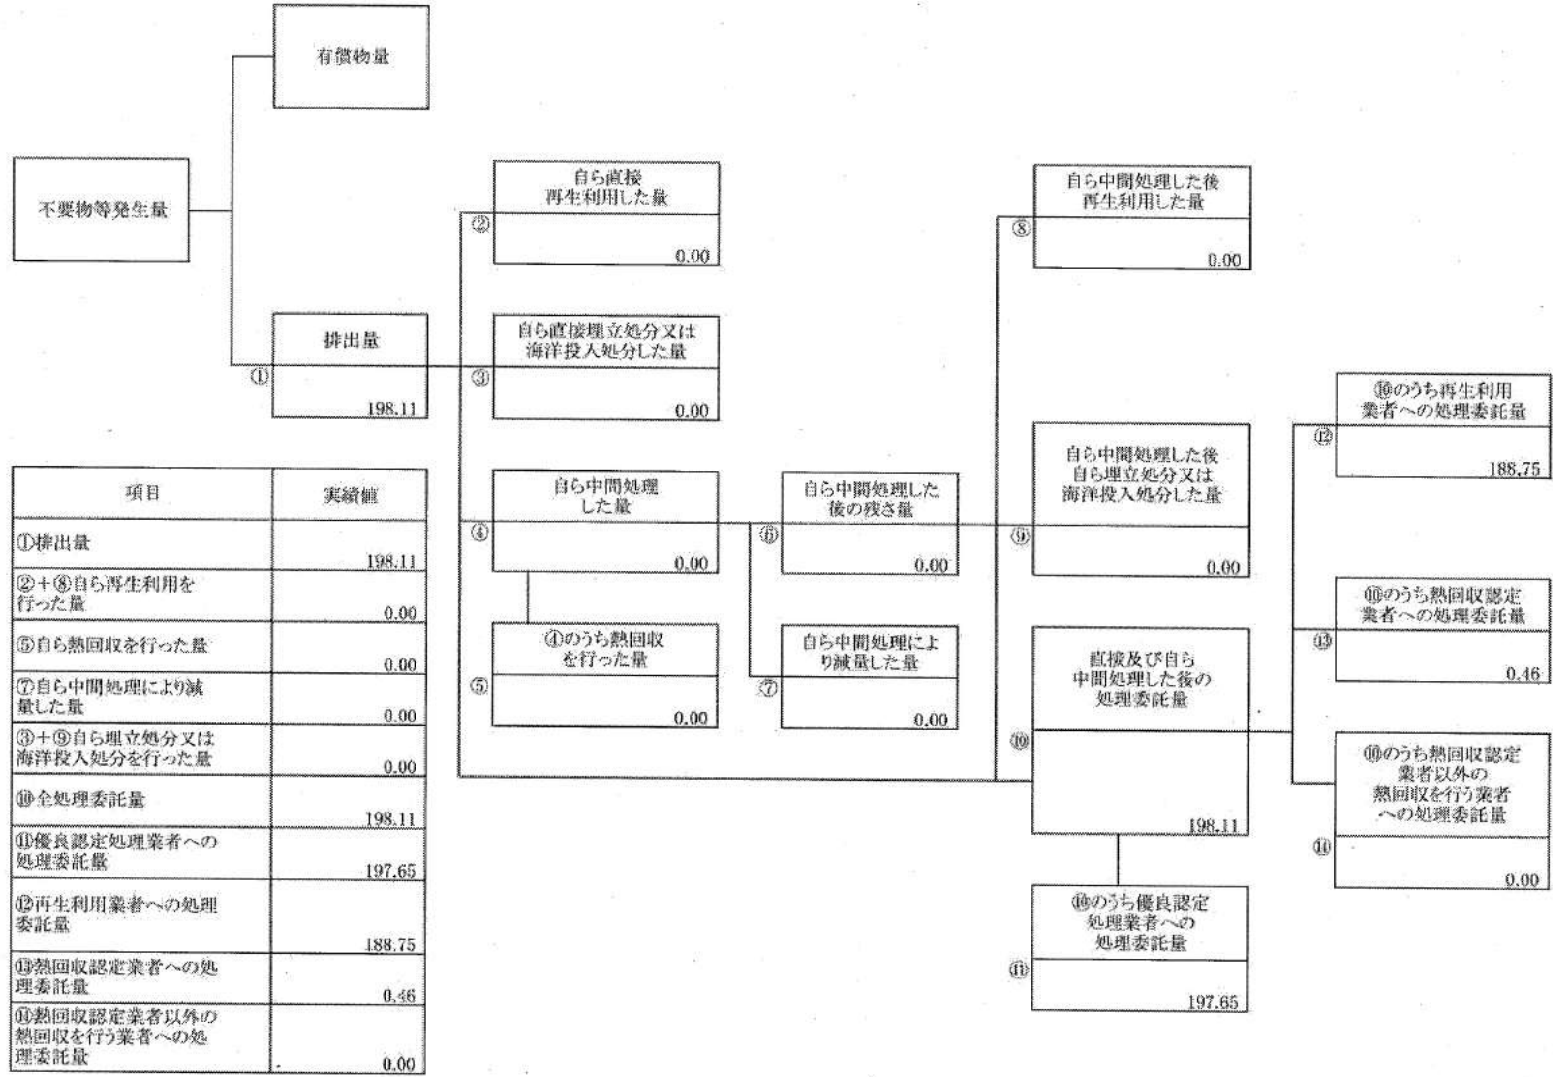 有償物量
不要物等発生量
排出量
①
198.11
自ら直接
再生利用した量
②
0.00
自ら直接埋立処分又は
海洋投入処分した量
③
0.00
自ら中間処理
した量
④
0.00
④のうち熱回収
を行った量
⑤
0.00
自ら中間処理した
後の残さ量
⑥
0.00
自ら中間処理によ
り減量した量
⑦
0.00
自ら中間処理した後
再生利用した量
⑧
0.00
自ら中間処理した後
自ら埋立処分又は
海洋投入処分した量
⑨
0.00
直接及び自ら
中間処理した後の
処理委託量
⑩
198.11
⑩のうち優良認定
処理業者への
処理委託量
⑪
197.65
⑩のうち再生利用
業者への処理委託量
⑫
188.75
⑩のうち熱回収認定
業者への処理委託量
⑬
0.46
⑩のうち熱回収認定
業者以外の
熱回収を行う業者
への処理委託量
⑭
0.00
項目 実績値
①排出量
198.11
②+⑧自ら再生利用を
行った量
0.00
⑤自ら熱回収を行った量
0.00
⑦自ら中間処理により減
量した量
0.00
③+⑨自ら埋立処分又は
海洋投入処分を行った量
0.00
⑩全処理委託量
198.11
⑪優良認定処理業者への
処理委託量
197.65
⑫再生利用業者への処理
委託量
188.75
⑬熱回収認定業者への処
理委託量
0.46
⑭熱回収認定業者以外の
熱回収を行う業者への処
理委託量
0.00